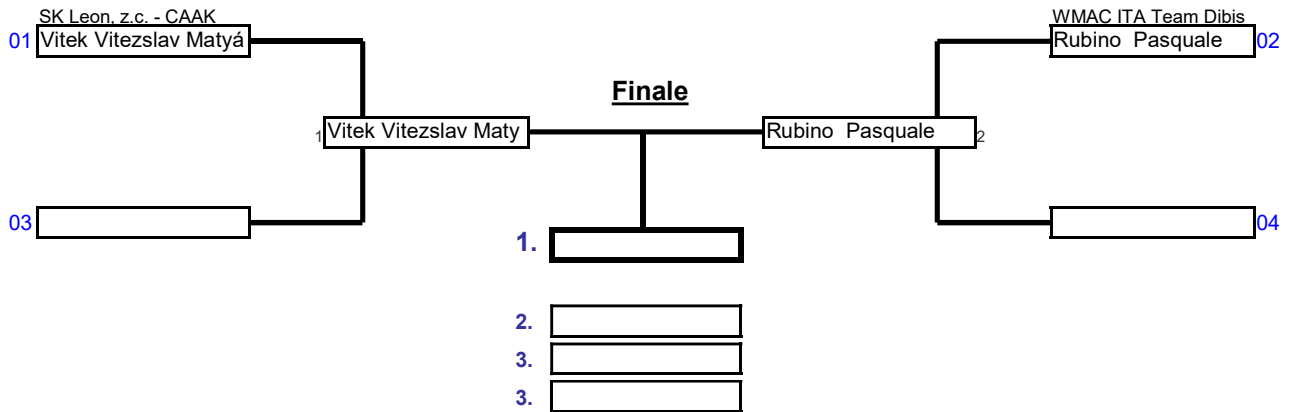 SK Leon, z.c. - CAAK
WMAC ITA Team Dibis
01 Vitek Vitezslav Matyá
Rubino Pasquale 02
Finale
1 Vitek Vitezslav Maty
Rubino Pasquale 2
03
04
1.
2.
3.
3.